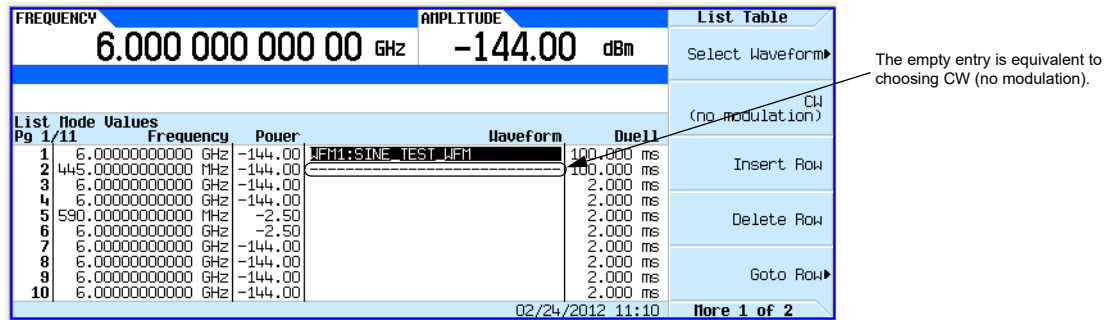 FREQUENCY AMPLITUDE List Table
6.000 000 000 00 GHz -144.00 dBm
Select Waveform
The empty entry is equivalent to
choosing CW (no modulation).
CW
(no modulation)
List Mode Values
Pg 1/11 Frequency Power Waveform Dwell
1 6.00000000000 GHz -144.00 WFM1:SINE_TEST_WFM 100.000 ms
2 445.00000000000 MHz -144.00 ---------------------------- 100.000 ms
3 6.00000000000 GHz -144.00 2.000 ms
4 6.00000000000 GHz -144.00 2.000 ms
5 590.00000000000 MHz -2.50 2.000 ms
6 6.00000000000 GHz -2.50 2.000 ms
7 6.00000000000 GHz -144.00 2.000 ms
8 6.00000000000 GHz -144.00 2.000 ms
9 6.00000000000 GHz -144.00 2.000 ms
10 6.00000000000 GHz -144.00 2.000 ms
Insert Row
Delete Row
Goto Row
02/24/2012 11:10 More 1 of 2